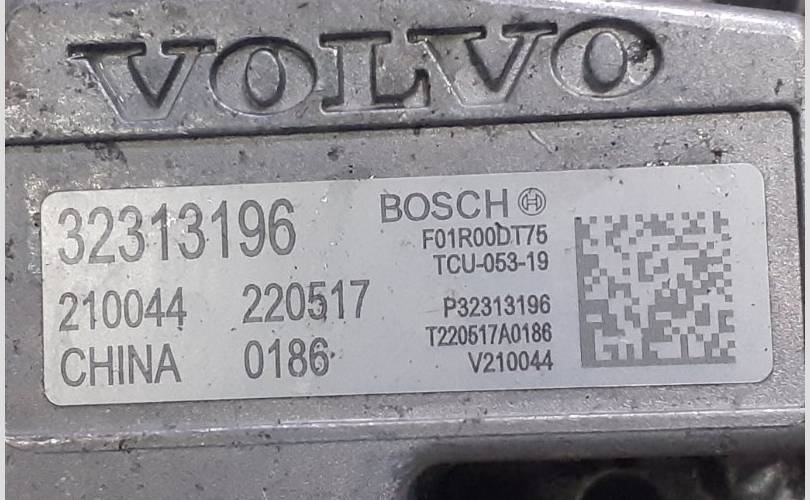 VOLVO
32313196
210044 220517
CHINA 0186
BOSCH
F01R00DT75
TCU-053-19
P32313196
T220517A0186
V210044